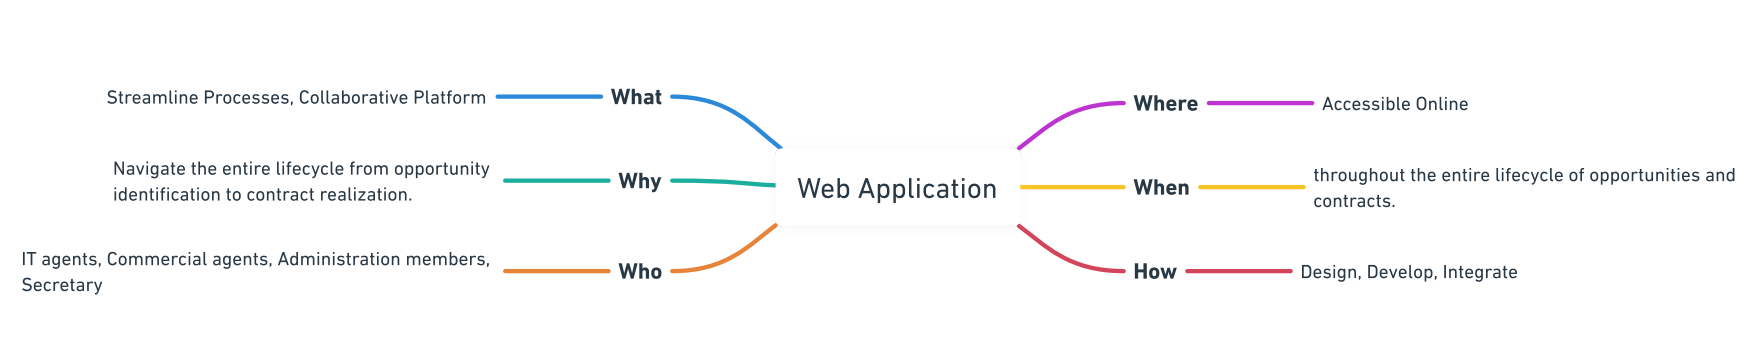 Streamline Processes, Collaborative Platform
What
Navigate the entire lifecycle from opportunity
identification to contract realization.
Why
IT agents, Commercial agents, Administration members,
Secretary
Who
Web Application
Where
Accessible Online
When
throughout the entire lifecycle of opportunities and
contracts.
How
Design, Develop, Integrate